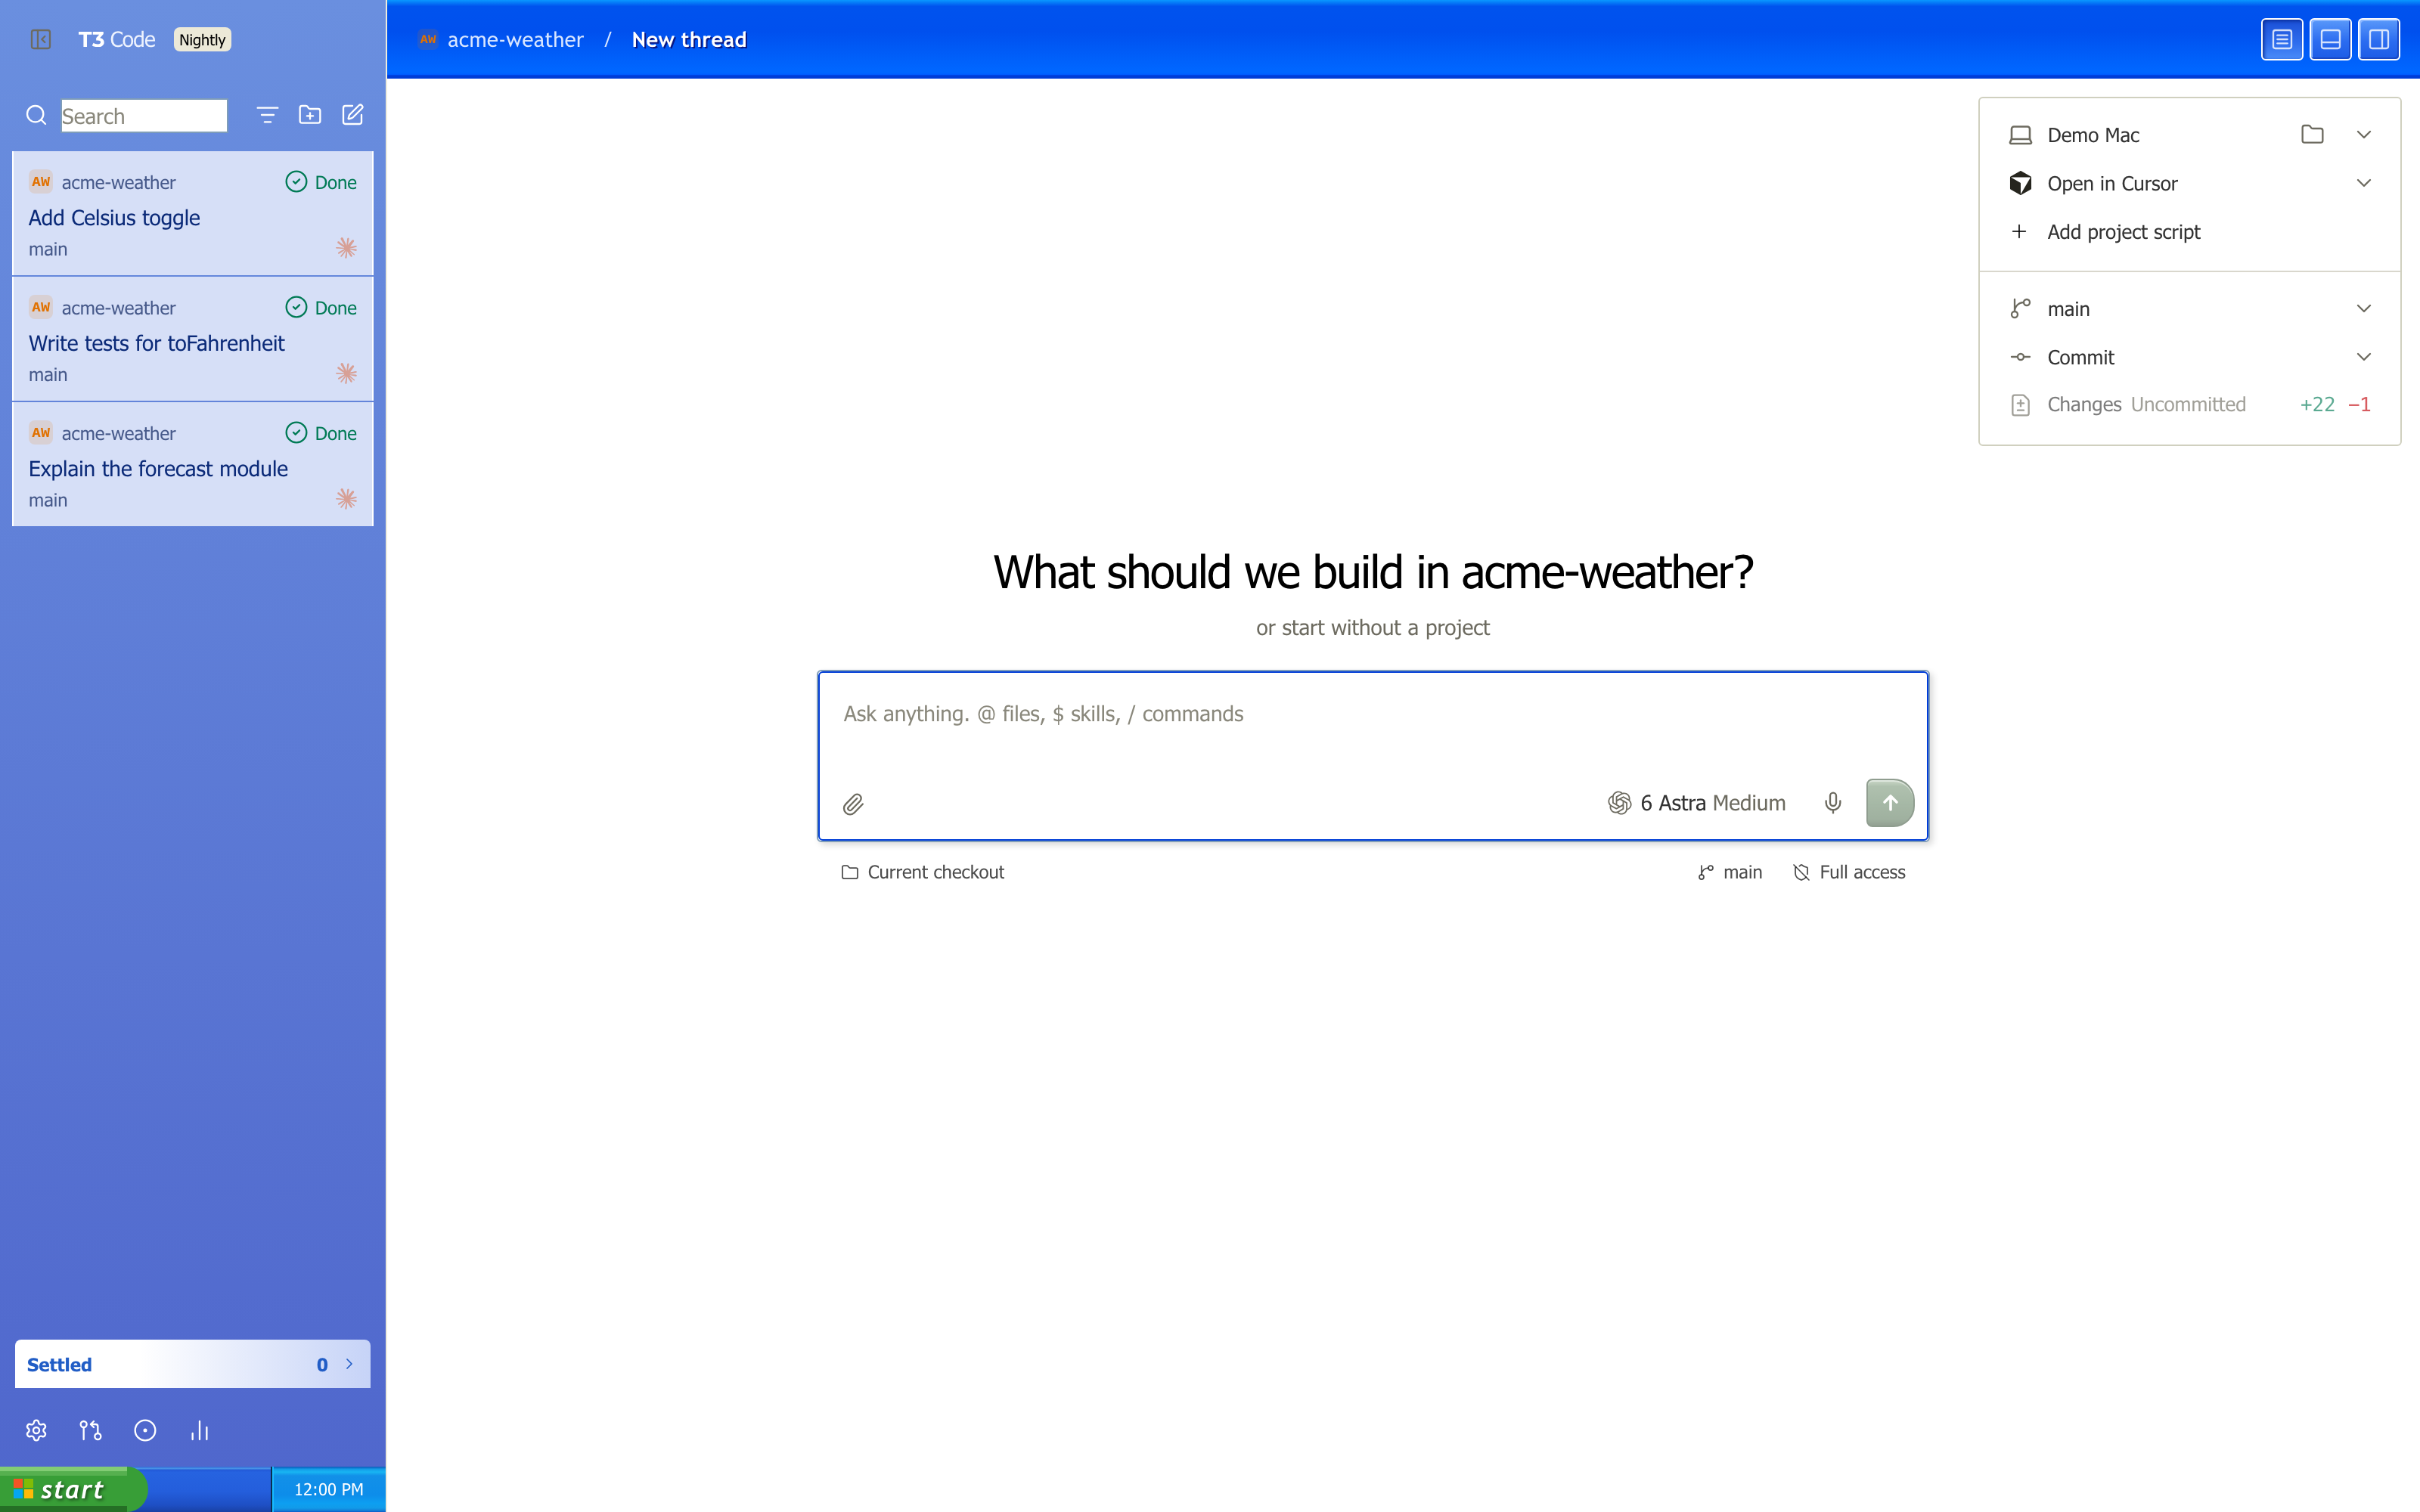 T3 Code Nightly
Search
AW acme-weather Done
Add Celsius toggle
main
AW acme-weather Done
Write tests for toFahrenheit
main
AW acme-weather Done
Explain the forecast module
main
Settled 0
start 12:00 PM
AW acme-weather / New thread
Demo Mac
Open in Cursor
Add project script
main
Commit
Changes Uncommitted +22 −1
What should we build in acme-weather?
or start without a project
Ask anything. @ files, $ skills, / commands
6 Astra Medium
Current checkout main Full access